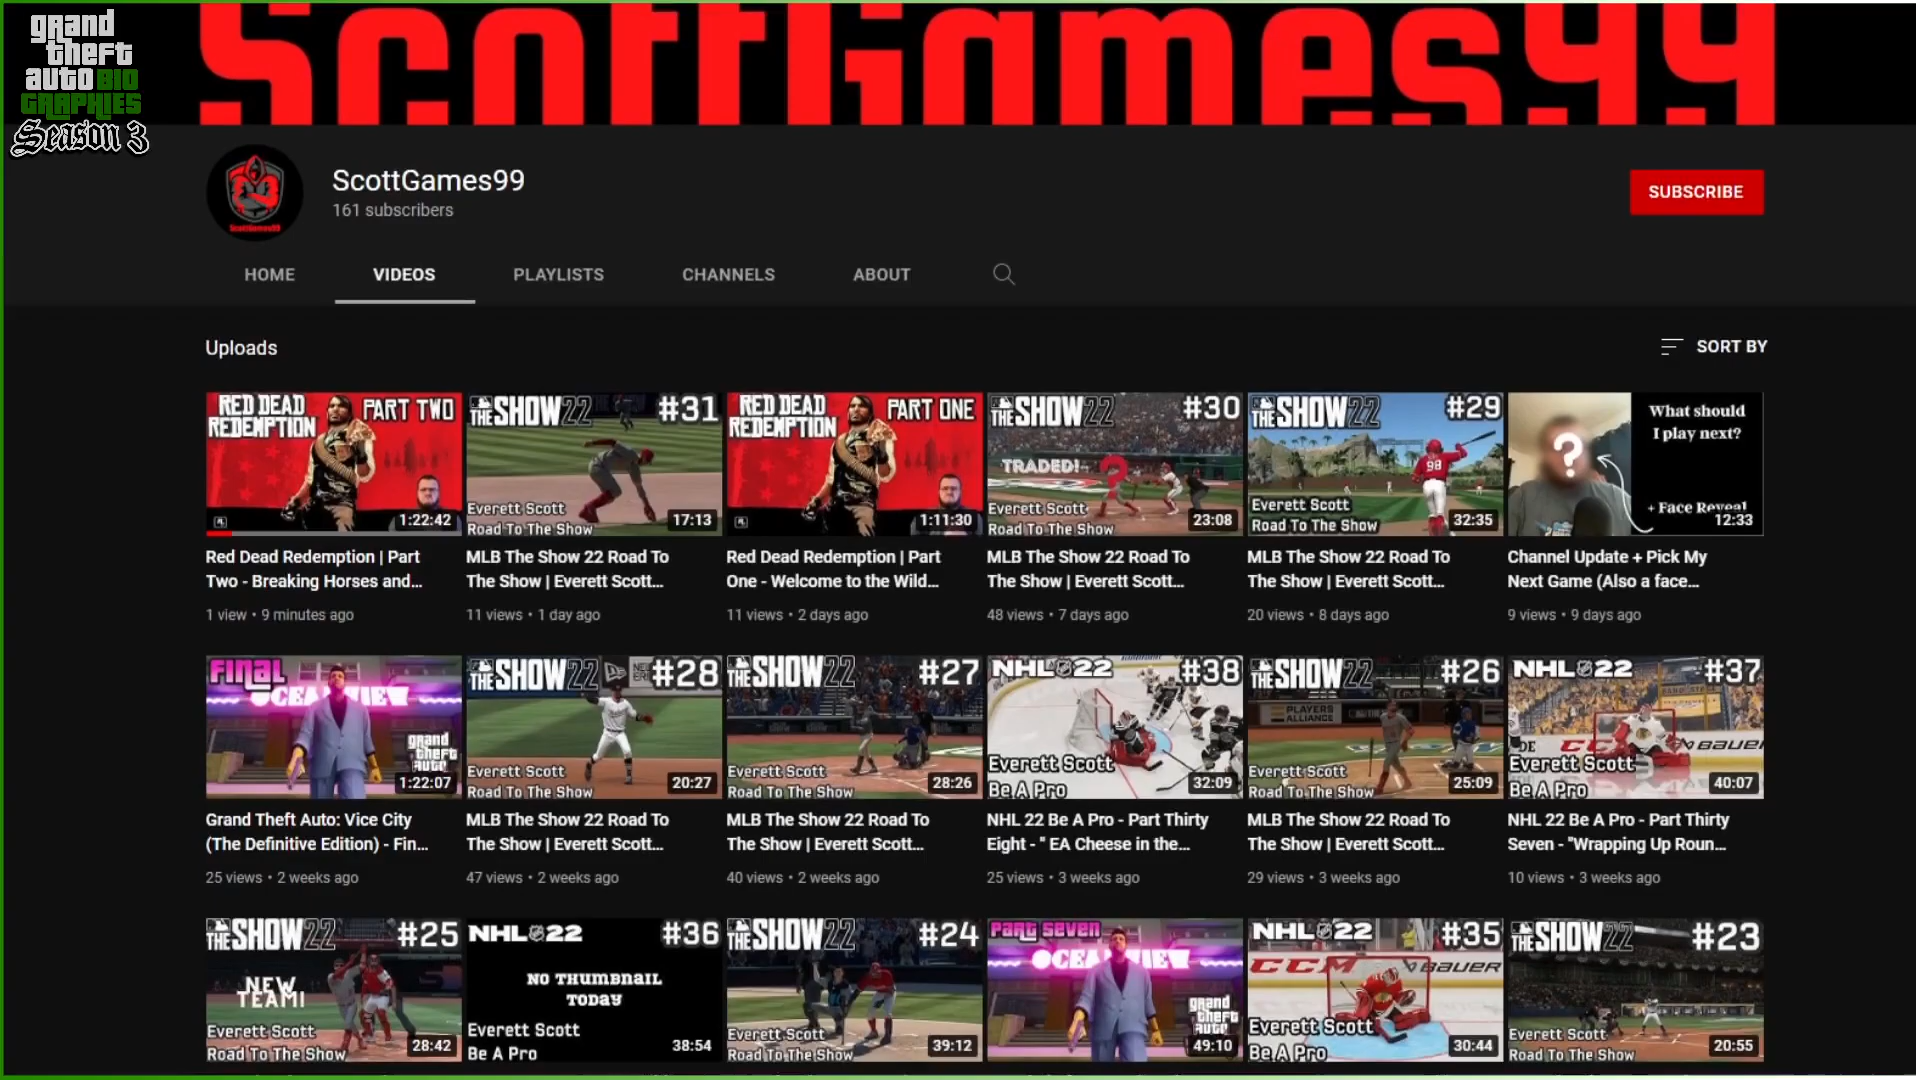 grand
theft
auto BIO
GRAPHIES
Season 3
ScottGames99
ScottGames99
ScottGames99
161 subscribers
SUBSCRIBE
HOME
VIDEOS
PLAYLISTS
CHANNELS
ABOUT
Uploads
SORT BY
RED DEAD
REDEMPTION
PART TWO
1:22:42
Red Dead Redemption | Part
Two - Breaking Horses and...
1 view • 9 minutes ago
THE SHOW 22
#31
Everett Scott
Road To The Show
17:13
MLB The Show 22 Road To
The Show | Everett Scott...
11 views • 1 day ago
RED DEAD
REDEMPTION
PART ONE
1:11:30
Red Dead Redemption | Part
One - Welcome to the Wild...
11 views • 2 days ago
THE SHOW 22
#30
TRADED!
?
Everett Scott
Road To The Show
23:08
MLB The Show 22 Road To
The Show | Everett Scott...
48 views • 7 days ago
THE SHOW 22
#29
98
Everett Scott
Road To The Show
32:35
MLB The Show 22 Road To
The Show | Everett Scott...
20 views • 8 days ago
What should
I play next?
?
+ Face Reveal
12:33
Channel Update + Pick My
Next Game (Also a face...
9 views • 9 days ago
FINAL
OCEAN VIEW
grand
theft
auto
1:22:07
Grand Theft Auto: Vice City
(The Definitive Edition) - Fin...
25 views • 2 weeks ago
THE SHOW 22
#28
Everett Scott
Road To The Show
20:27
MLB The Show 22 Road To
The Show | Everett Scott...
47 views • 2 weeks ago
THE SHOW 22
#27
Everett Scott
Road To The Show
28:26
MLB The Show 22 Road To
The Show | Everett Scott...
40 views • 2 weeks ago
NHL 22
#38
Everett Scott
Be A Pro
32:09
NHL 22 Be A Pro - Part Thirty
Eight - " EA Cheese in the...
25 views • 3 weeks ago
THE SHOW 22
#26
PLAYERS
ALLIANCE
Everett Scott
Road To The Show
25:09
MLB The Show 22 Road To
The Show | Everett Scott...
29 views • 3 weeks ago
NHL 22
#37
BAUER
Everett Scott
Be A Pro
40:07
NHL 22 Be A Pro - Part Thirty
Seven - "Wrapping Up Roun...
10 views • 3 weeks ago
THE SHOW 22
#25
NEW
TEAM!
Everett Scott
Road To The Show
28:42
NHL 22
#36
NO THUMBNAIL
TODAY
Everett Scott
Be A Pro
38:54
THE SHOW 22
#24
Everett Scott
Road To The Show
39:12
PART SEVEN
OCEAN VIEW
grand
theft
auto
49:10
NHL 22
#35
CCM
BAUER
Everett Scott
Be A Pro
30:44
THE SHOW 22
#23
Everett Scott
Road To The Show
20:55